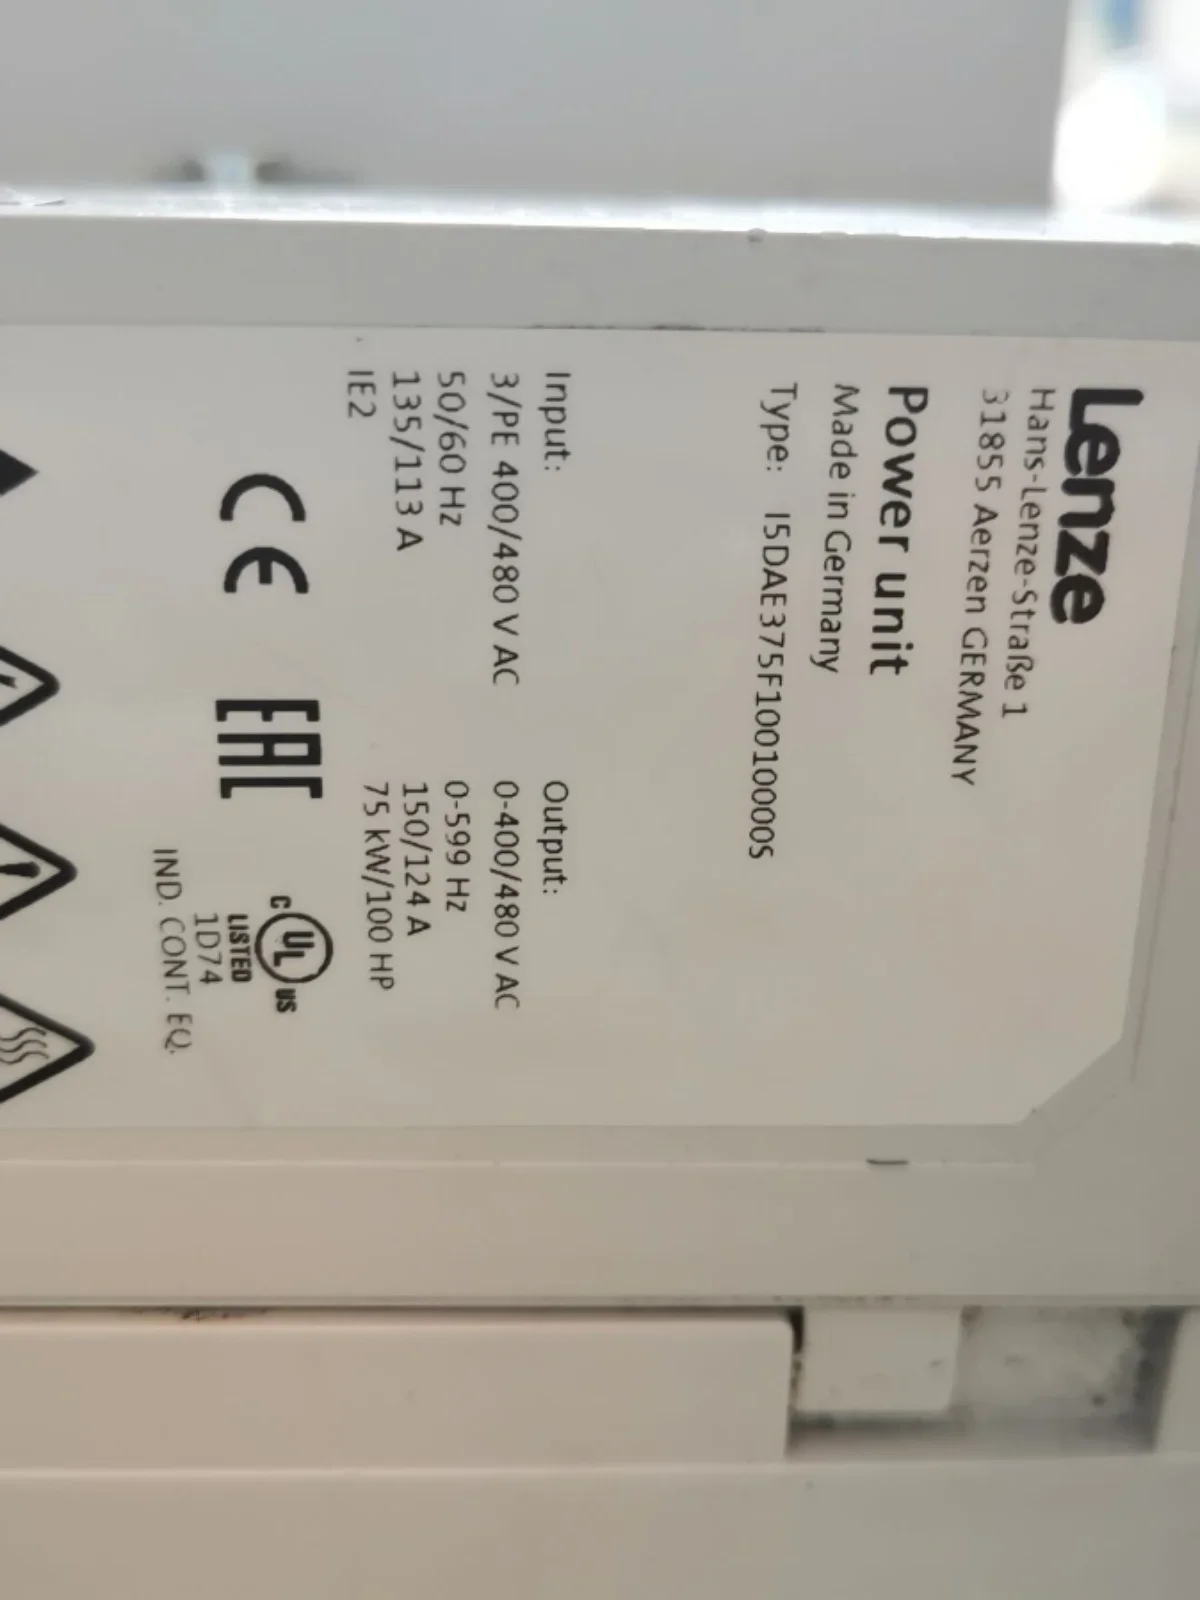 Lenze
Hans-Lenze-Straße 1
31855 Aerzen GERMANY
Power unit
Made in Germany
Type: I5DAE375F10010000S
Input:
3/PE 400/480 V AC
50/60 Hz
135/113 A
IE2
Output:
0-400/480 V AC
0-599 Hz
150/124 A
75 kW/100 HP
CE
EAC
C UL US
LISTED
1D74
IND. CONT. EQ.